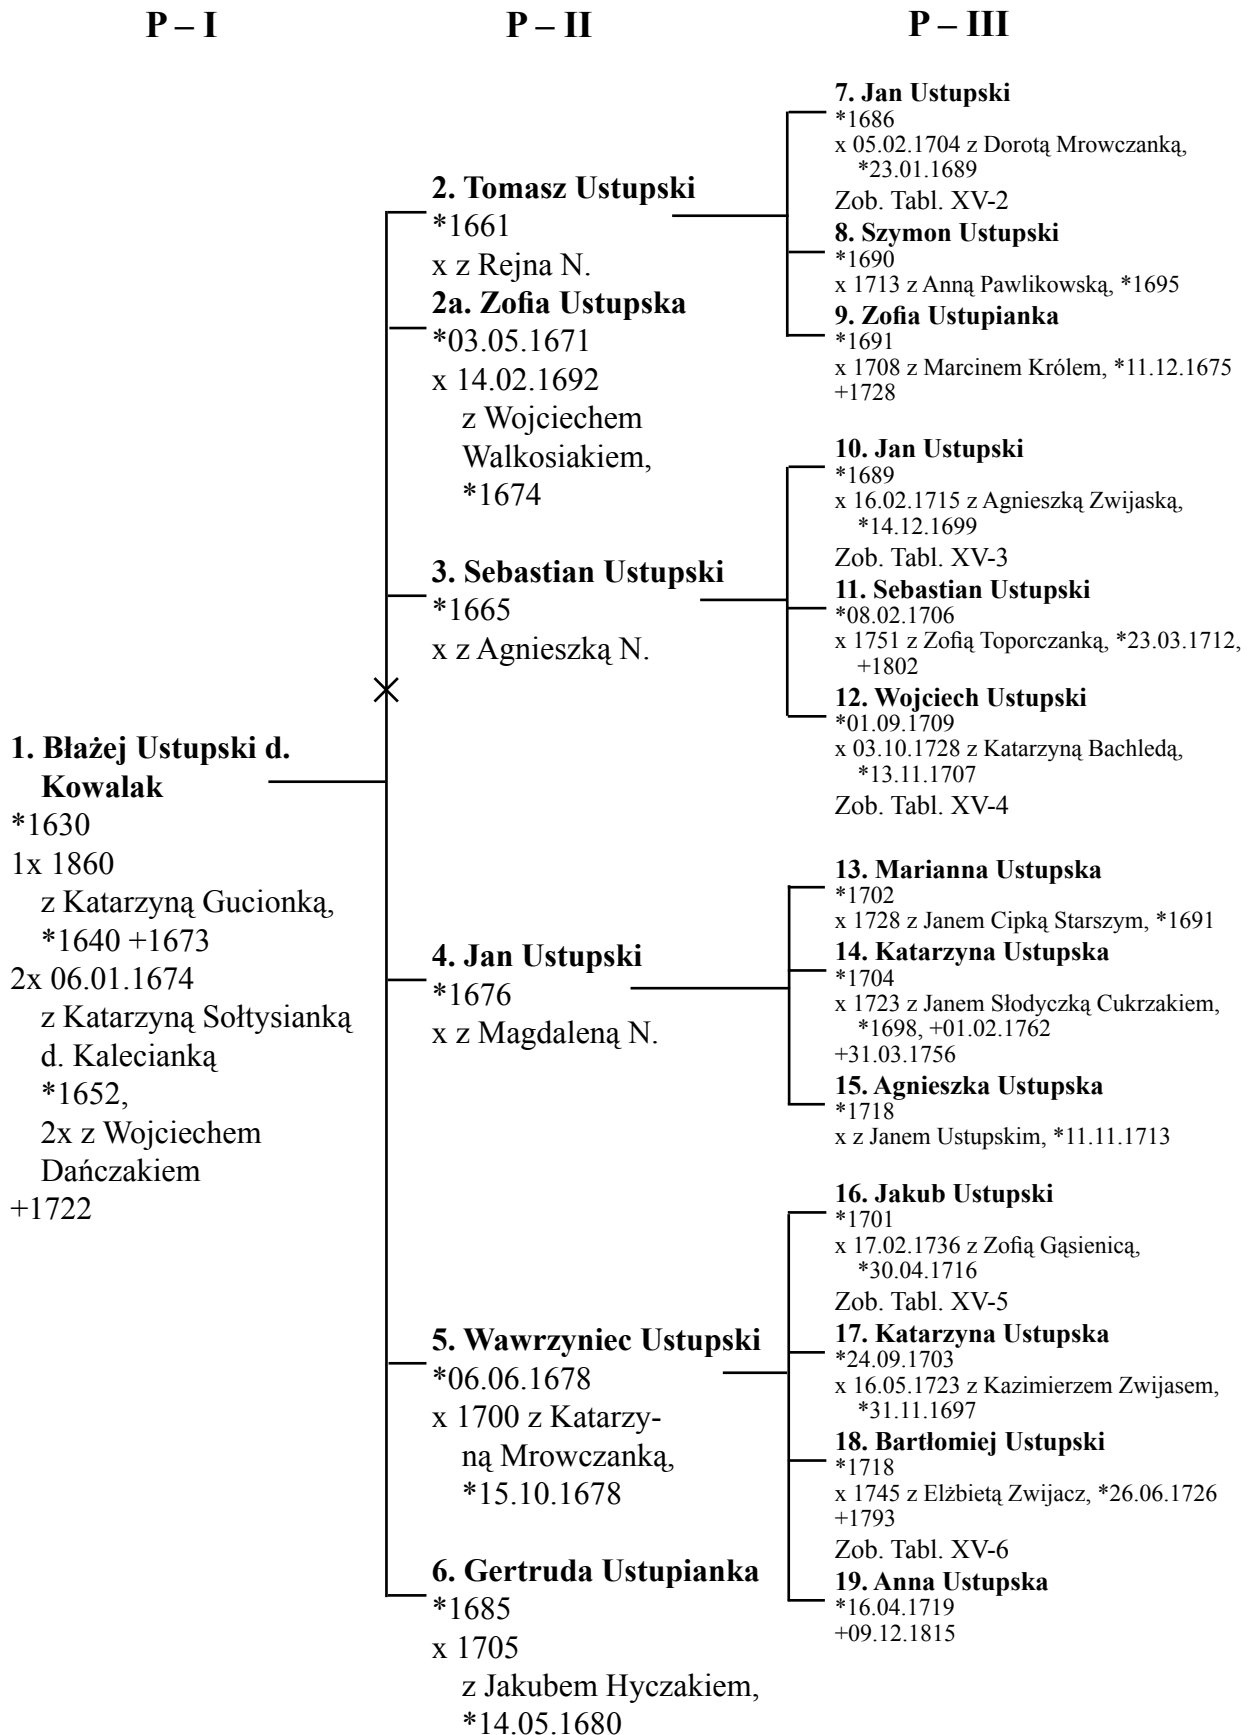 P – I
P – II
P – III
1. Błażej Ustupski d.
Kowalak
*1630
1x 1860
z Katarzyną Gucionką,
*1640 +1673
2x 06.01.1674
z Katarzyną Sołtysianką
d. Kalecianką
*1652,
2x z Wojciechem
Dańczakiem
+1722
2. Tomasz Ustupski
*1661
x z Rejna N.
2a. Zofia Ustupska
*03.05.1671
x 14.02.1692
z Wojciechem
Walkosiakiem,
*1674
3. Sebastian Ustupski
*1665
x z Agnieszką N.
4. Jan Ustupski
*1676
x z Magdaleną N.
5. Wawrzyniec Ustupski
*06.06.1678
x 1700 z Katarzy-
ną Mrowczanką,
*15.10.1678
6. Gertruda Ustupianka
*1685
x 1705
z Jakubem Hyczakiem,
*14.05.1680
7. Jan Ustupski
*1686
x 05.02.1704 z Dorotą Mrowczanką,
*23.01.1689
Zob. Tabl. XV-2
8. Szymon Ustupski
*1690
x 1713 z Anną Pawlikowską, *1695
9. Zofia Ustupianka
*1691
x 1708 z Marcinem Królem, *11.12.1675
+1728
10. Jan Ustupski
*1689
x 16.02.1715 z Agnieszką Zwijaską,
*14.12.1699
Zob. Tabl. XV-3
11. Sebastian Ustupski
*08.02.1706
x 1751 z Zofią Toporczanką, *23.03.1712,
+1802
12. Wojciech Ustupski
*01.09.1709
x 03.10.1728 z Katarzyną Bachledą,
*13.11.1707
Zob. Tabl. XV-4
13. Marianna Ustupska
*1702
x 1728 z Janem Cipką Starszym, *1691
14. Katarzyna Ustupska
*1704
x 1723 z Janem Słodyczką Cukrzakiem,
*1698, +01.02.1762
+31.03.1756
15. Agnieszka Ustupska
*1718
x z Janem Ustupskim, *11.11.1713
16. Jakub Ustupski
*1701
x 17.02.1736 z Zofią Gąsienicą,
*30.04.1716
Zob. Tabl. XV-5
17. Katarzyna Ustupska
*24.09.1703
x 16.05.1723 z Kazimierzem Zwijasem,
*31.11.1697
18. Bartłomiej Ustupski
*1718
x 1745 z Elżbietą Zwijacz, *26.06.1726
+1793
Zob. Tabl. XV-6
19. Anna Ustupska
*16.04.1719
+09.12.1815